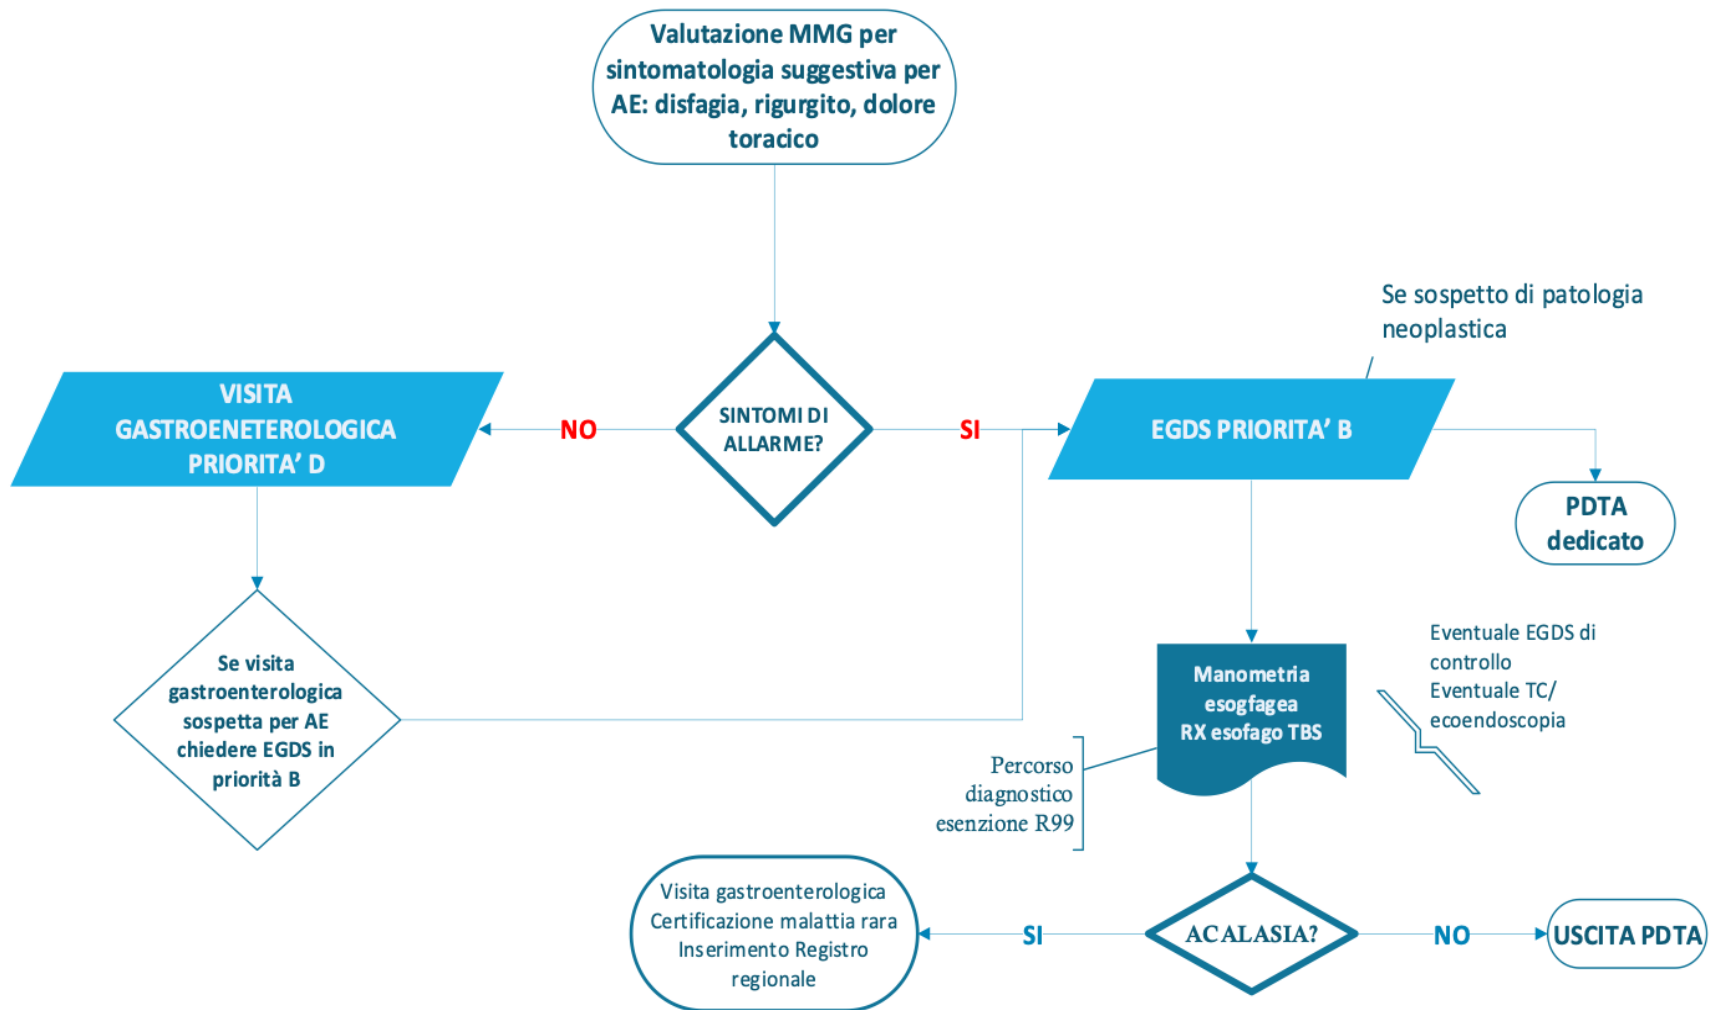 Valutazione MMG per
sintomatologia suggestiva per
AE: disfagia, rigurgito, dolore
toracico
Se sospetto di patologia
neoplastica
VISITA
GASTROENETEROLOGICA
PRIORITA’ D
NO
SINTOMI DI
ALLARME?
SI
EGDS PRIORITA’ B
PDTA
dedicato
Se visita
gastroenterologica
sospetta per AE
chiedere EGDS in
priorità B
Manometria
esogfagea
RX esofago TBS
Eventuale EGDS di
controllo
Eventuale TC/
ecoendoscopia
Percorso
diagnostico
esenzione R99
Visita gastroenterologica
Certificazione malattia rara
Inserimento Registro
regionale
SI
ACALASIA?
NO
USCITA PDTA